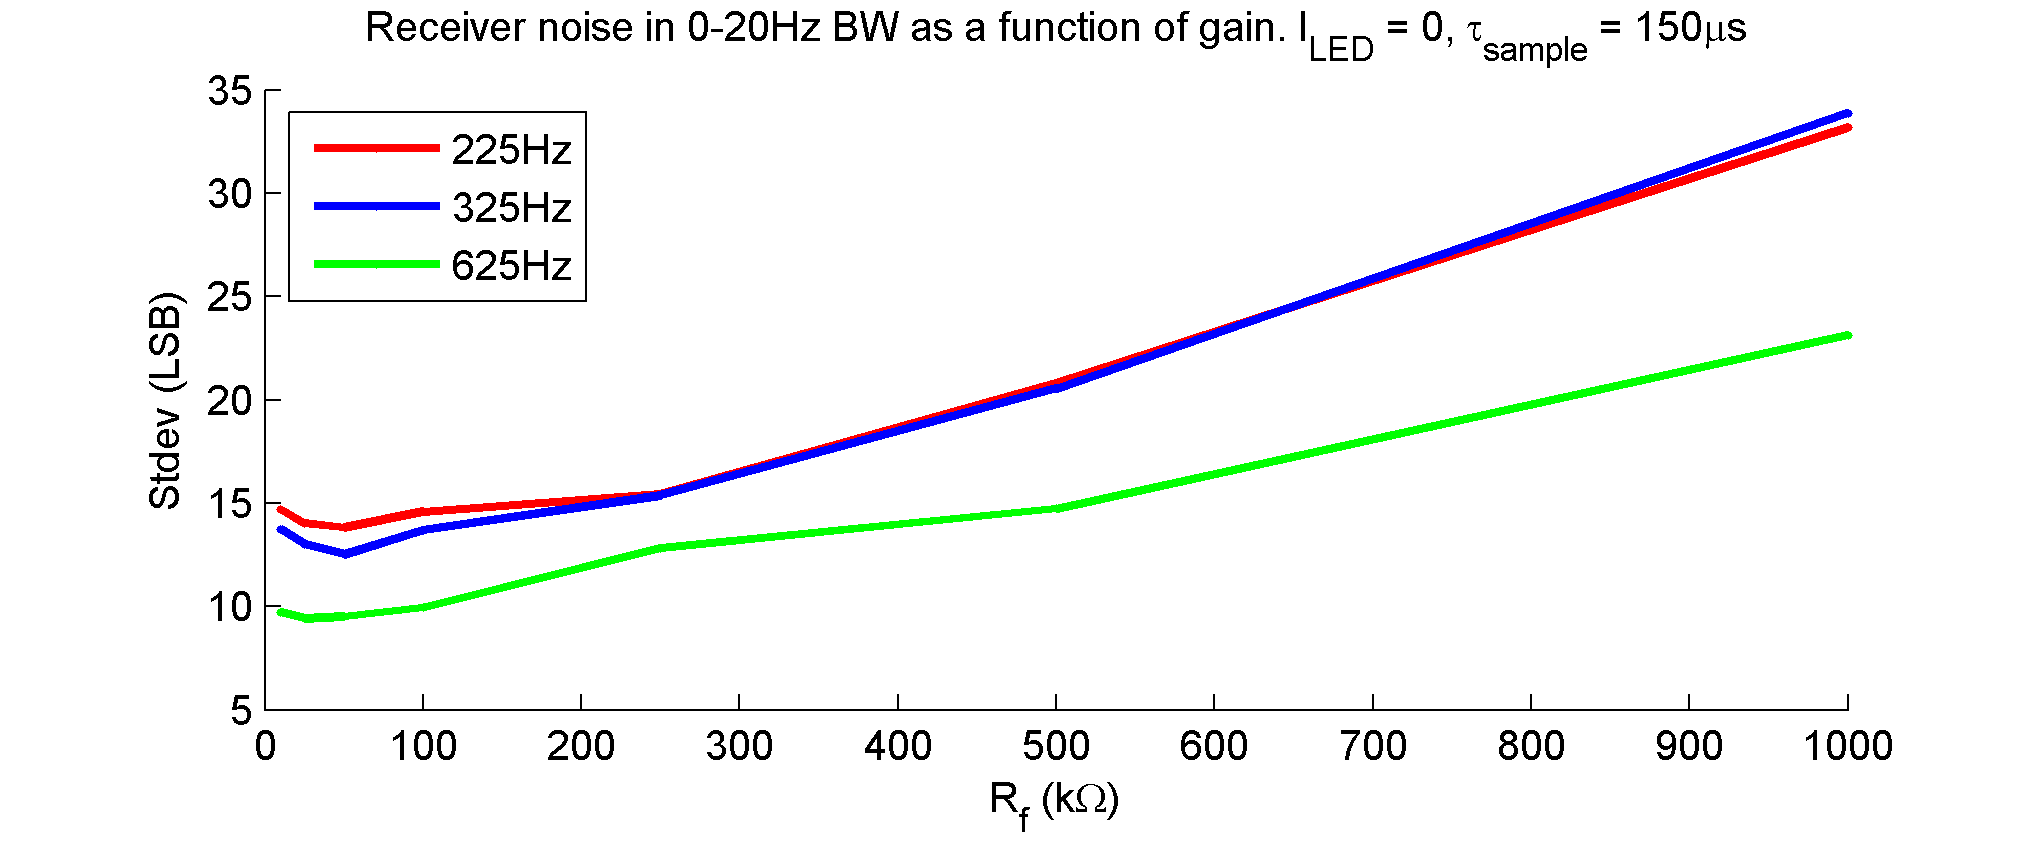 Receiver noise in 0-20Hz BW as a function of gain. I_LED = 0, τ_sample = 150μs
35
30
25
20
15
10
5
225Hz
325Hz
625Hz
Stdev (LSB)
0 100 200 300 400 500 600 700 800 900 1000
R_f (kΩ)